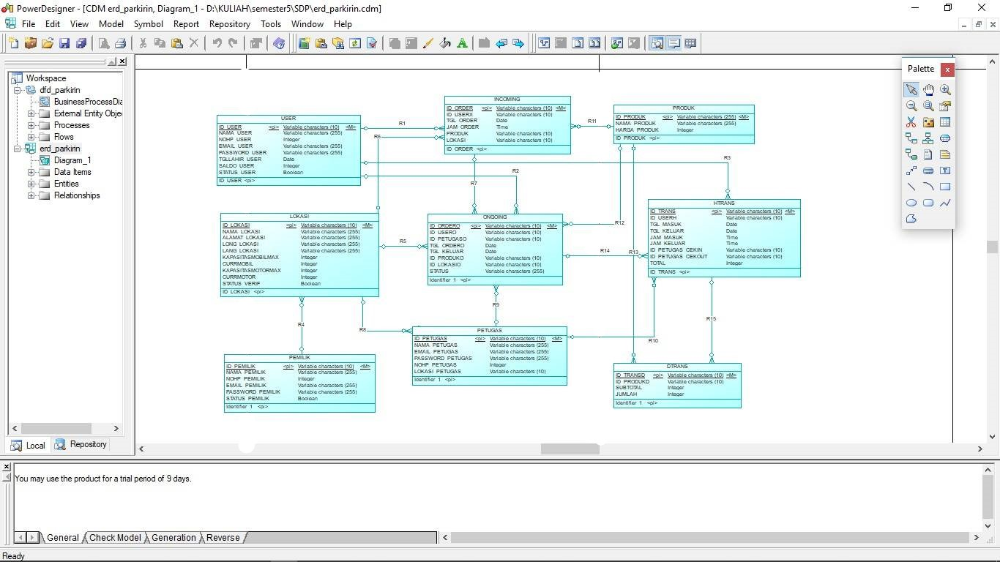 PowerDesigner - [CDM erd_parkirin, Diagram_1 - D:\KULIAH\semester5\SDP\erd_parkirin.cdm]
File Edit View Model Symbol Report Repository Tools Window Help
Workspace
dfd_parkirin
BusinessProcessDia
External Entity Obje
Processes
Flows
erd_parkirin
Diagram_1
Data Items
Entities
Relationships
Local Repository
USER
ID_USER <pi> Variable characters (10) <M>
NAMA_USER Variable characters (255)
NOHP_USER Integer
EMAIL_USER Variable characters (255)
PASSWORD_USER Variable characters (255)
TGLLAHIR_USER Date
SALDO_USER Integer
STATUS_USER Boolean
ID_USER <pi>
INCOMING
ID_ORDER <pi> Variable characters (10) <M>
ID_USERX Variable characters (10)
TGL_ORDER Date
JAM_ORDER Time
PRODUK Variable characters (10)
LOKASI Variable characters (10)
ID_ORDER <pi>
PRODUK
ID_PRODUK <pi> Variable characters (255) <M>
NAMA_PRODUK Variable characters (255)
HARGA_PRODUK Integer
ID_PRODUK <pi>
R1
R6
R11
R3
R2
R7
LOKASI
ID_LOKASI <pi> Variable characters (10) <M>
NAMA_LOKASI Variable characters (255)
ALAMAT_LOKASI Variable characters (255)
LONG_LOKASI Variable characters (255)
LANG_LOKASI Variable characters (255)
KAPASITASMOBILMAX Integer
CURRMOBIL Integer
KAPASITASMOTORMAX Integer
CURRMOTOR Integer
STATUS_VERIF Boolean
ID_LOKASI <pi>
ONGOING
ID_ORDERO <pi> Variable characters (10) <M>
ID_USERO Variable characters (10)
ID_PETUGASO Variable characters (10)
TGL_ORDERO Date
TGL_KELUAR Date
ID_PRODUKO Variable characters (10)
ID_LOKASIO Variable characters (10)
STATUS Variable characters (255)
Identifier_1 <pi>
HTRANS
ID_TRANS <pi> Variable characters (10) <M>
ID_USERH Variable characters (10)
TGL_MASUK Date
TGL_KELUAR Date
JAM_MASUK Time
JAM_KELUAR Time
ID_PETUGAS_CEKIN Variable characters (10)
ID_PETUGAS_CEKOUT Variable characters (10)
TOTAL Integer
ID_TRANS <pi>
R12
R5
R14
R13
R9
R4
R8
R15
R10
PEMILIK
ID_PEMILIK <pi> Variable characters (10) <M>
NAMA_PEMILIK Variable characters (255)
NOHP_PEMILIK Integer
EMAIL_PEMILIK Variable characters (255)
PASSWORD_PEMILIK Variable characters (255)
STATUS_PEMILIK Boolean
Identifier_1 <pi>
PETUGAS
ID_PETUGAS <pi> Variable characters (10) <M>
NAMA_PETUGAS Variable characters (255)
EMAIL_PETUGAS Variable characters (255)
PASSWORD_PETUGAS Variable characters (255)
NOHP_PETUGAS Integer
LOKASI_PETUGAS Variable characters (10)
Identifier_1 <pi>
DTRANS
ID_TRANSD <pi> Variable characters (10) <M>
ID_PRODUKD Variable characters (10)
SUBTOTAL Integer
JUMLAH Integer
Identifier_1 <pi>
Palette
You may use the product for a trial period of 9 days.
General Check Model Generation Reverse
Ready